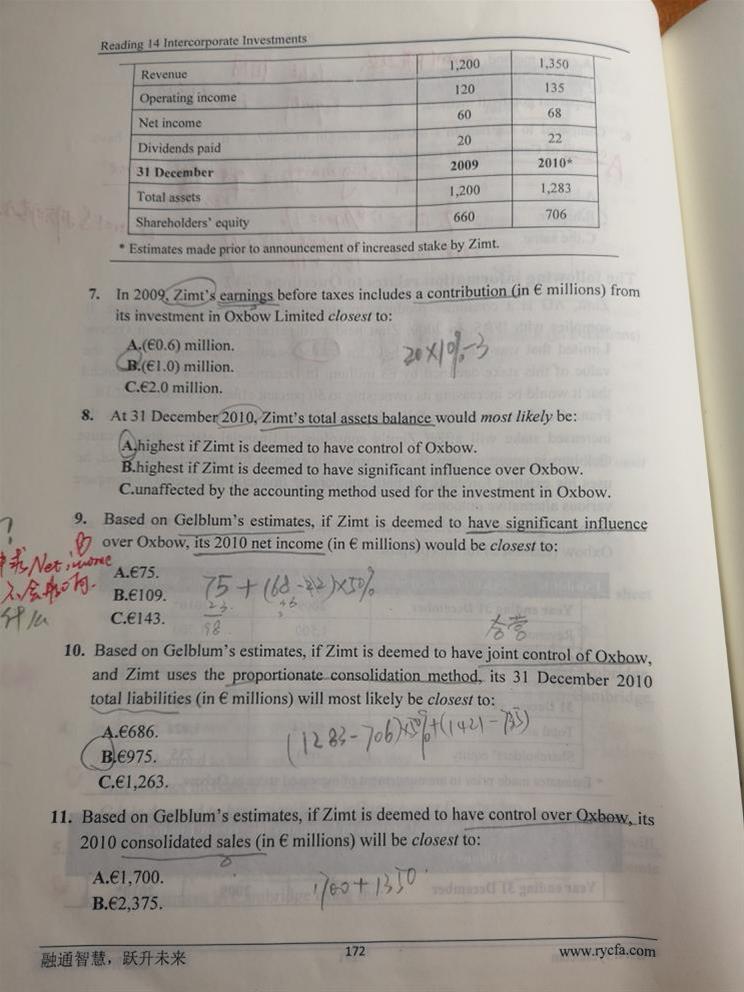 Reading 14 Intercorporate Investments
Revenue 1,200 1,350
Operating income 120 135
Net income 60 68
Dividends paid 20 22
31 December 2009 2010*
Total assets 1,200 1,283
Shareholders' equity 660 706
* Estimates made prior to announcement of increased stake by Zimt.
7. In 2009, Zimt's earnings before taxes includes a contribution (in € millions) from
its investment in Oxbow Limited closest to:
A.(€0.6) million.
B.(€1.0) million.
C.€2.0 million.
20×10%-3
8. At 31 December 2010, Zimt's total assets balance would most likely be:
A.highest if Zimt is deemed to have control of Oxbow.
B.highest if Zimt is deemed to have significant influence over Oxbow.
C.unaffected by the accounting method used for the investment in Oxbow.
9. Based on Gelblum's estimates, if Zimt is deemed to have significant influence
over Oxbow, its 2010 net income (in € millions) would be closest to:
A.€75.
B.€109.
C.€143.
?
Net income
75+(68-22)×50%
23
98
合营
10. Based on Gelblum's estimates, if Zimt is deemed to have joint control of Oxbow,
and Zimt uses the proportionate consolidation method, its 31 December 2010
total liabilities (in € millions) will most likely be closest to:
A.€686.
B.€975.
C.€1,263.
(1283-706)×50%+(1421-735)
11. Based on Gelblum's estimates, if Zimt is deemed to have control over Oxbow, its
2010 consolidated sales (in € millions) will be closest to:
A.€1,700.
B.€2,375.
1700+1350
融通智慧，跃升未来
172
www.rycfa.com